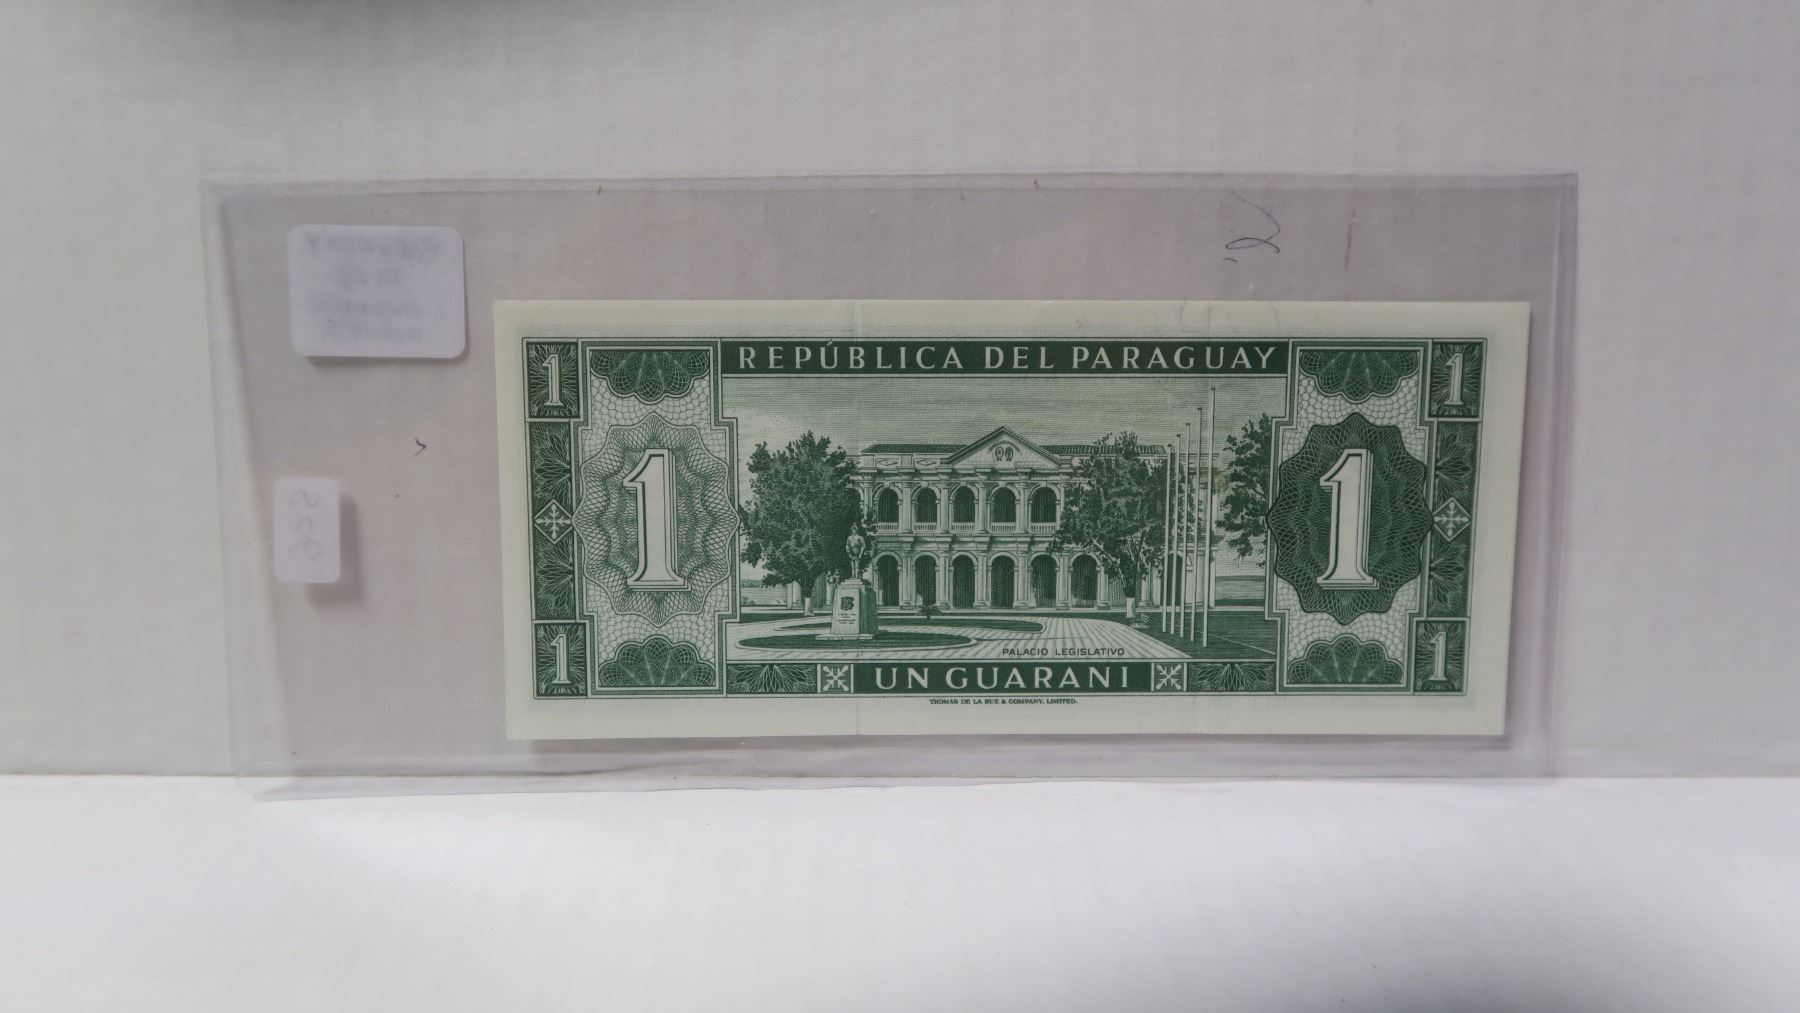 REPÚBLICA DEL PARAGUAY
1 1
1 1
PALACIO LEGISLATIVO
1 UN GUARANI 1
THOMAS DE LA RUE & COMPANY, LIMITED.